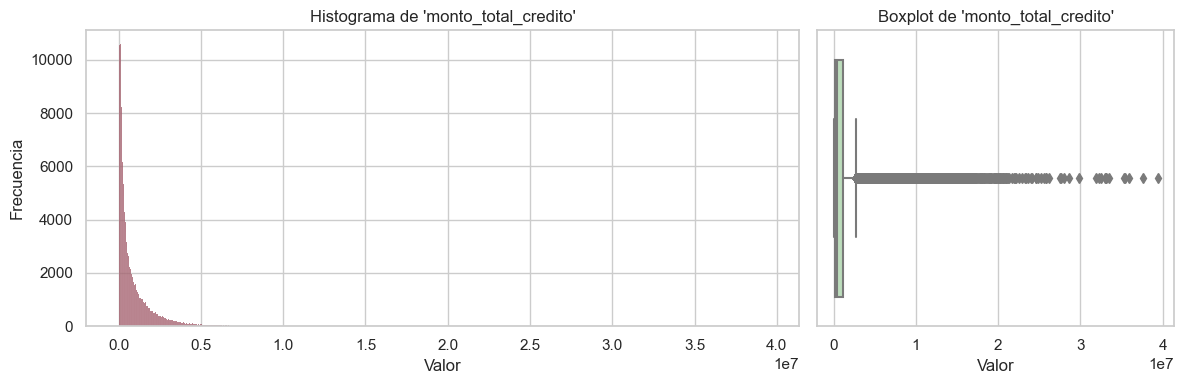 Histograma de 'monto_total_credito'
Frecuencia
10000
8000
6000
4000
2000
0
0.0 0.5 1.0 1.5 2.0 2.5 3.0 3.5 4.0
1e7
Valor
Boxplot de 'monto_total_credito'
0 1 2 3 4
1e7
Valor